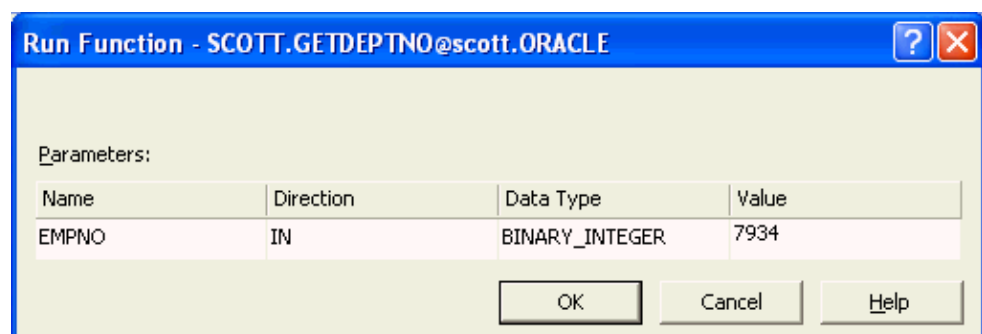 Run Function - SCOTT.GETDEPTNO@scott.ORACLE
Parameters:
Name Direction Data Type Value
EMPNO IN BINARY_INTEGER 7934
OK Cancel Help